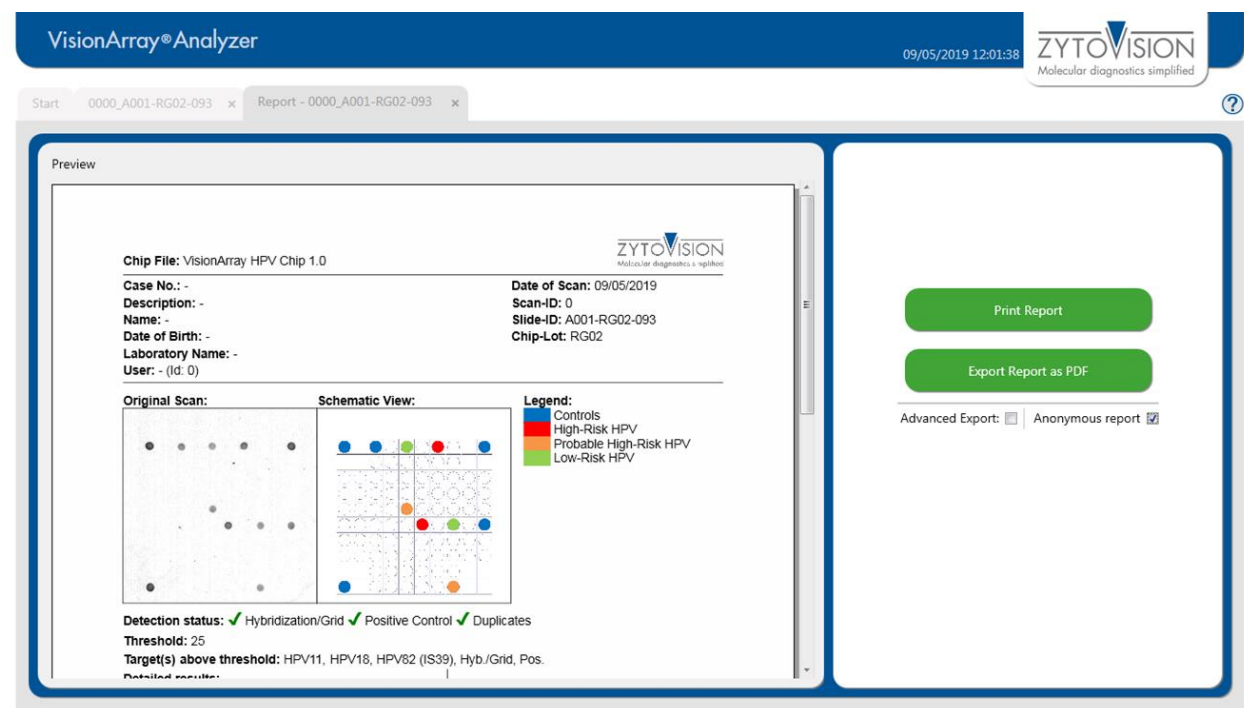 VisionArray®Analyzer
09/05/2019 12:01:38
ZYTOVISION
Molecular diagnostics simplified
Start 0000_A001-RG02-093 x Report - 0000_A001-RG02-093 x
?
Preview
ZYTOVISION
Molecular diagnostics simplified
Chip File: VisionArray HPV Chip 1.0
Case No.: - Date of Scan: 09/05/2019
Description: - Scan-ID: 0
Name: - Slide-ID: A001-RG02-093
Date of Birth: - Chip-Lot: RG02
Laboratory Name: -
User: - (Id: 0)
Original Scan: Schematic View: Legend:
Controls
High-Risk HPV
Probable High-Risk HPV
Low-Risk HPV
Detection status: ✓ Hybridization/Grid ✓ Positive Control ✓ Duplicates
Threshold: 25
Target(s) above threshold: HPV11, HPV18, HPV82 (IS39), Hyb./Grid, Pos.
Detailed results:
Print Report
Export Report as PDF
Advanced Export: Anonymous report